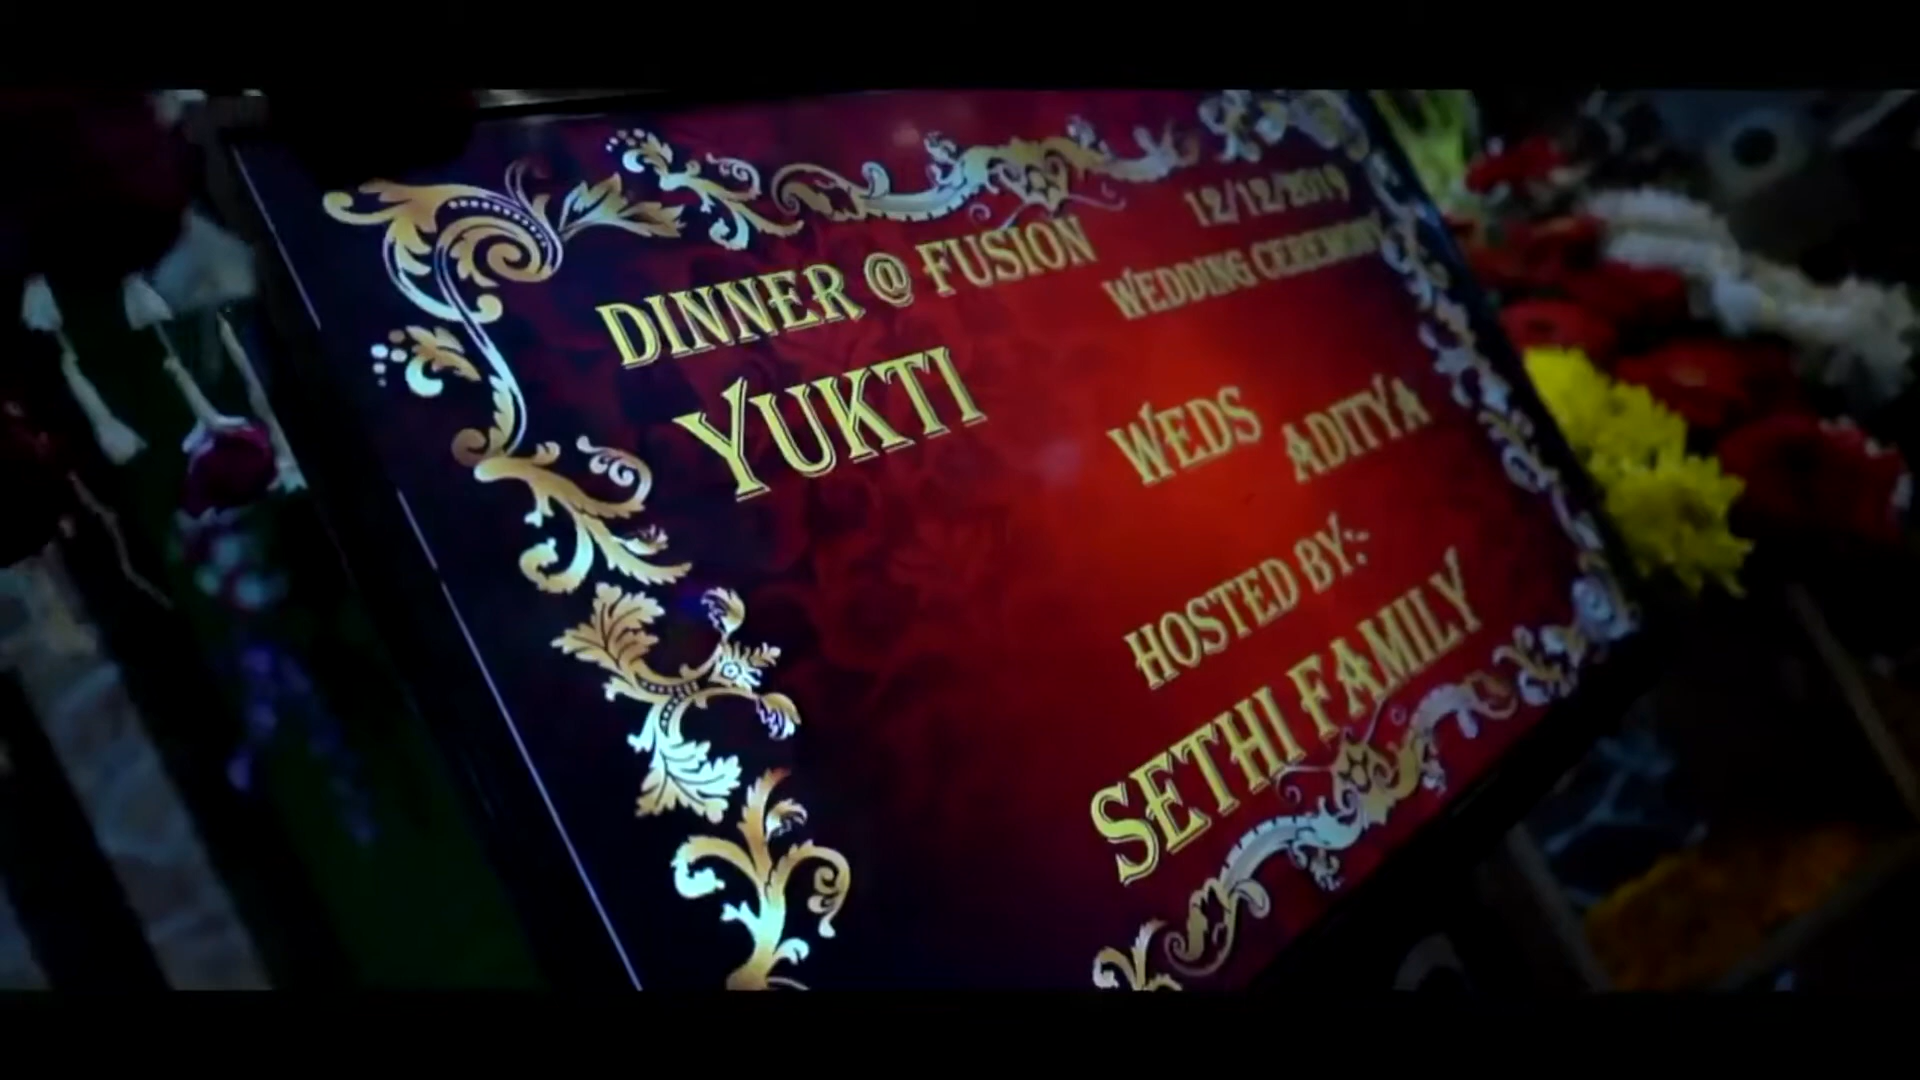 12/12/2019
DINNER @ FUSION
WEDDING CEREMONY
YUKTI
WEDS
ADITYA
HOSTED BY:-
SETHI FAMILY